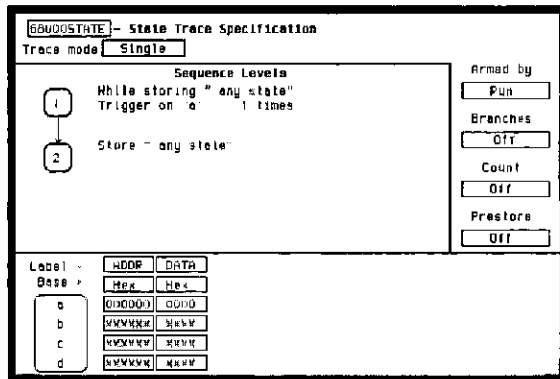 68000STATE - State Trace Specification
Trace mode Single
Sequence Levels
1 While storing " any state"
Trigger on "a" 1 times
2 Store " any state"
Armed by
Run
Branches
Off
Count
Off
Prestore
Off
Label > ADDR DATA
Base > Hex Hex
a 000000 0000
b XXXXXX XXXX
c XXXXXX XXXX
d XXXXXX XXXX